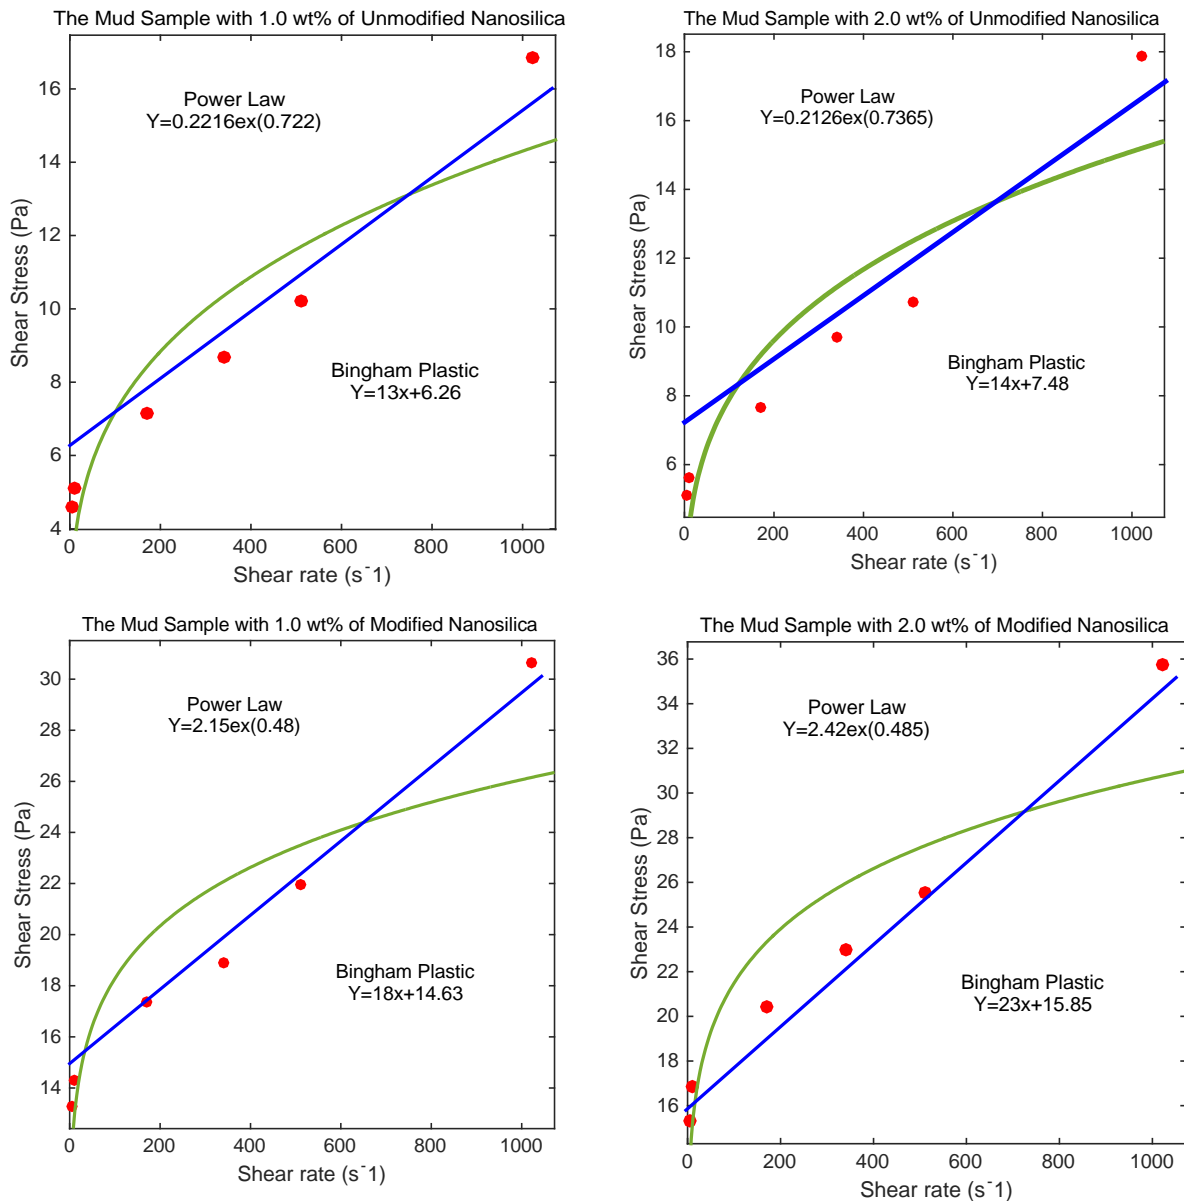 The Mud Sample with 1.0 wt% of Unmodified Nanosilica
16
14
12
10
8
6
4
Shear Stress (Pa)
Power Law
Y=0.2216ex(0.722)
Bingham Plastic
Y=13x+6.26
0 200 400 600 800 1000
Shear rate (s⁻1)
The Mud Sample with 2.0 wt% of Unmodified Nanosilica
18
16
14
12
10
8
6
Shear Stress (Pa)
Power Law
Y=0.2126ex(0.7365)
Bingham Plastic
Y=14x+7.48
0 200 400 600 800 1000
Shear rate (s⁻1)
The Mud Sample with 1.0 wt% of Modified Nanosilica
30
28
26
24
22
20
18
16
14
Shear Stress (Pa)
Power Law
Y=2.15ex(0.48)
Bingham Plastic
Y=18x+14.63
0 200 400 600 800 1000
Shear rate (s⁻1)
The Mud Sample with 2.0 wt% of Modified Nanosilica
36
34
32
30
28
26
24
22
20
18
16
Shear Stress (Pa)
Power Law
Y=2.42ex(0.485)
Bingham Plastic
Y=23x+15.85
0 200 400 600 800 1000
Shear rate (s⁻1)